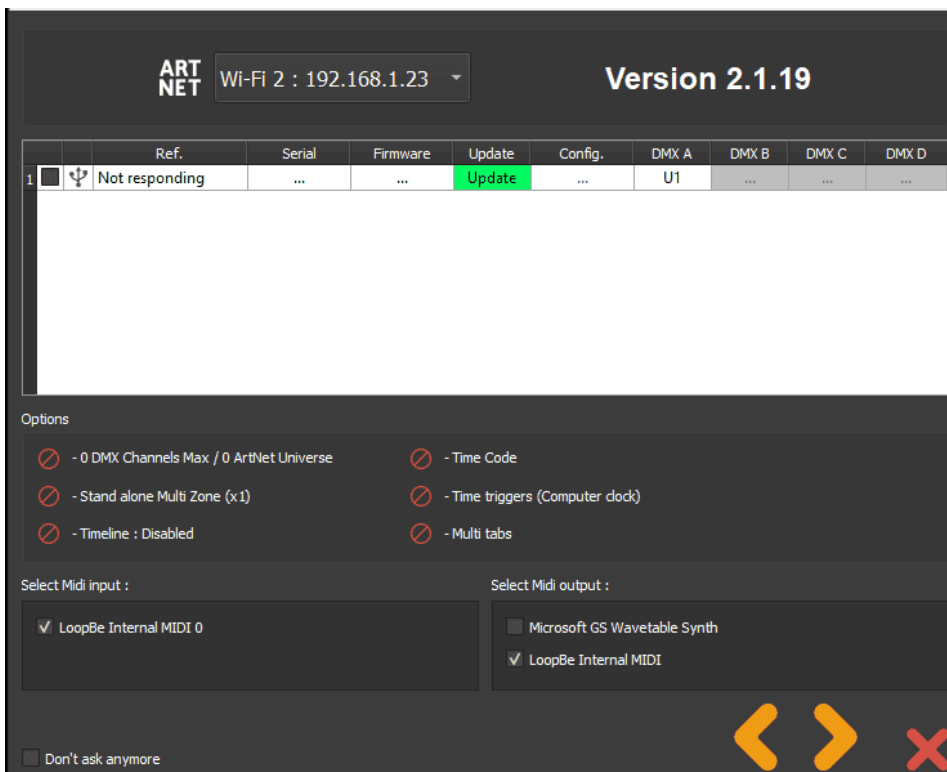 ART NET Wi-Fi 2 : 192.168.1.23 Version 2.1.19
Ref. Serial Firmware Update Config. DMX A DMX B DMX C DMX D
1 Not responding ... ... Update ... U1 ... ... ...
Options
- 0 DMX Channels Max / 0 ArtNet Universe - Time Code
- Stand alone Multi Zone (x1) - Time triggers (Computer clock)
- Timeline : Disabled - Multi tabs
Select Midi input : Select Midi output :
LoopBe Internal MIDI 0 Microsoft GS Wavetable Synth
LoopBe Internal MIDI
Don't ask anymore